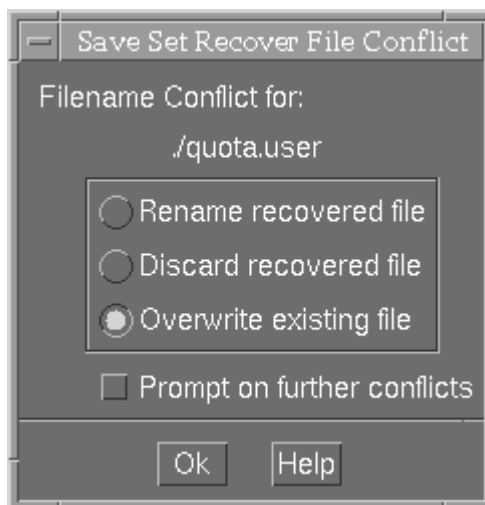 Save Set Recover File Conflict
Filename Conflict for:
./quota.user
Rename recovered file
Discard recovered file
Overwrite existing file
Prompt on further conflicts
Ok Help